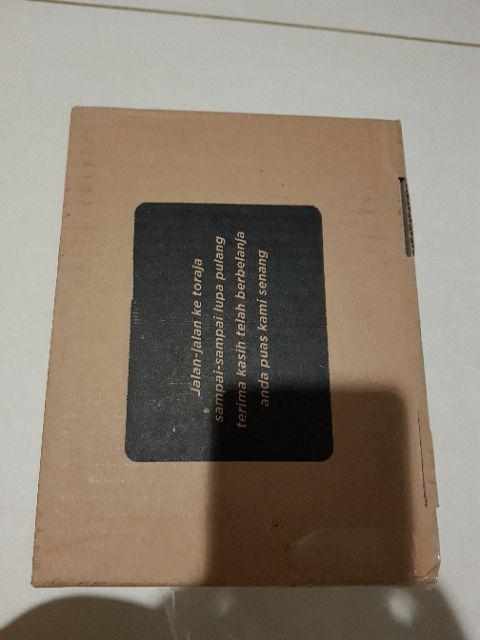 Jalan-jalan ke toraja
sampai-sampai lupa pulang
terima kasih telah berbelanja
anda puas kami senang